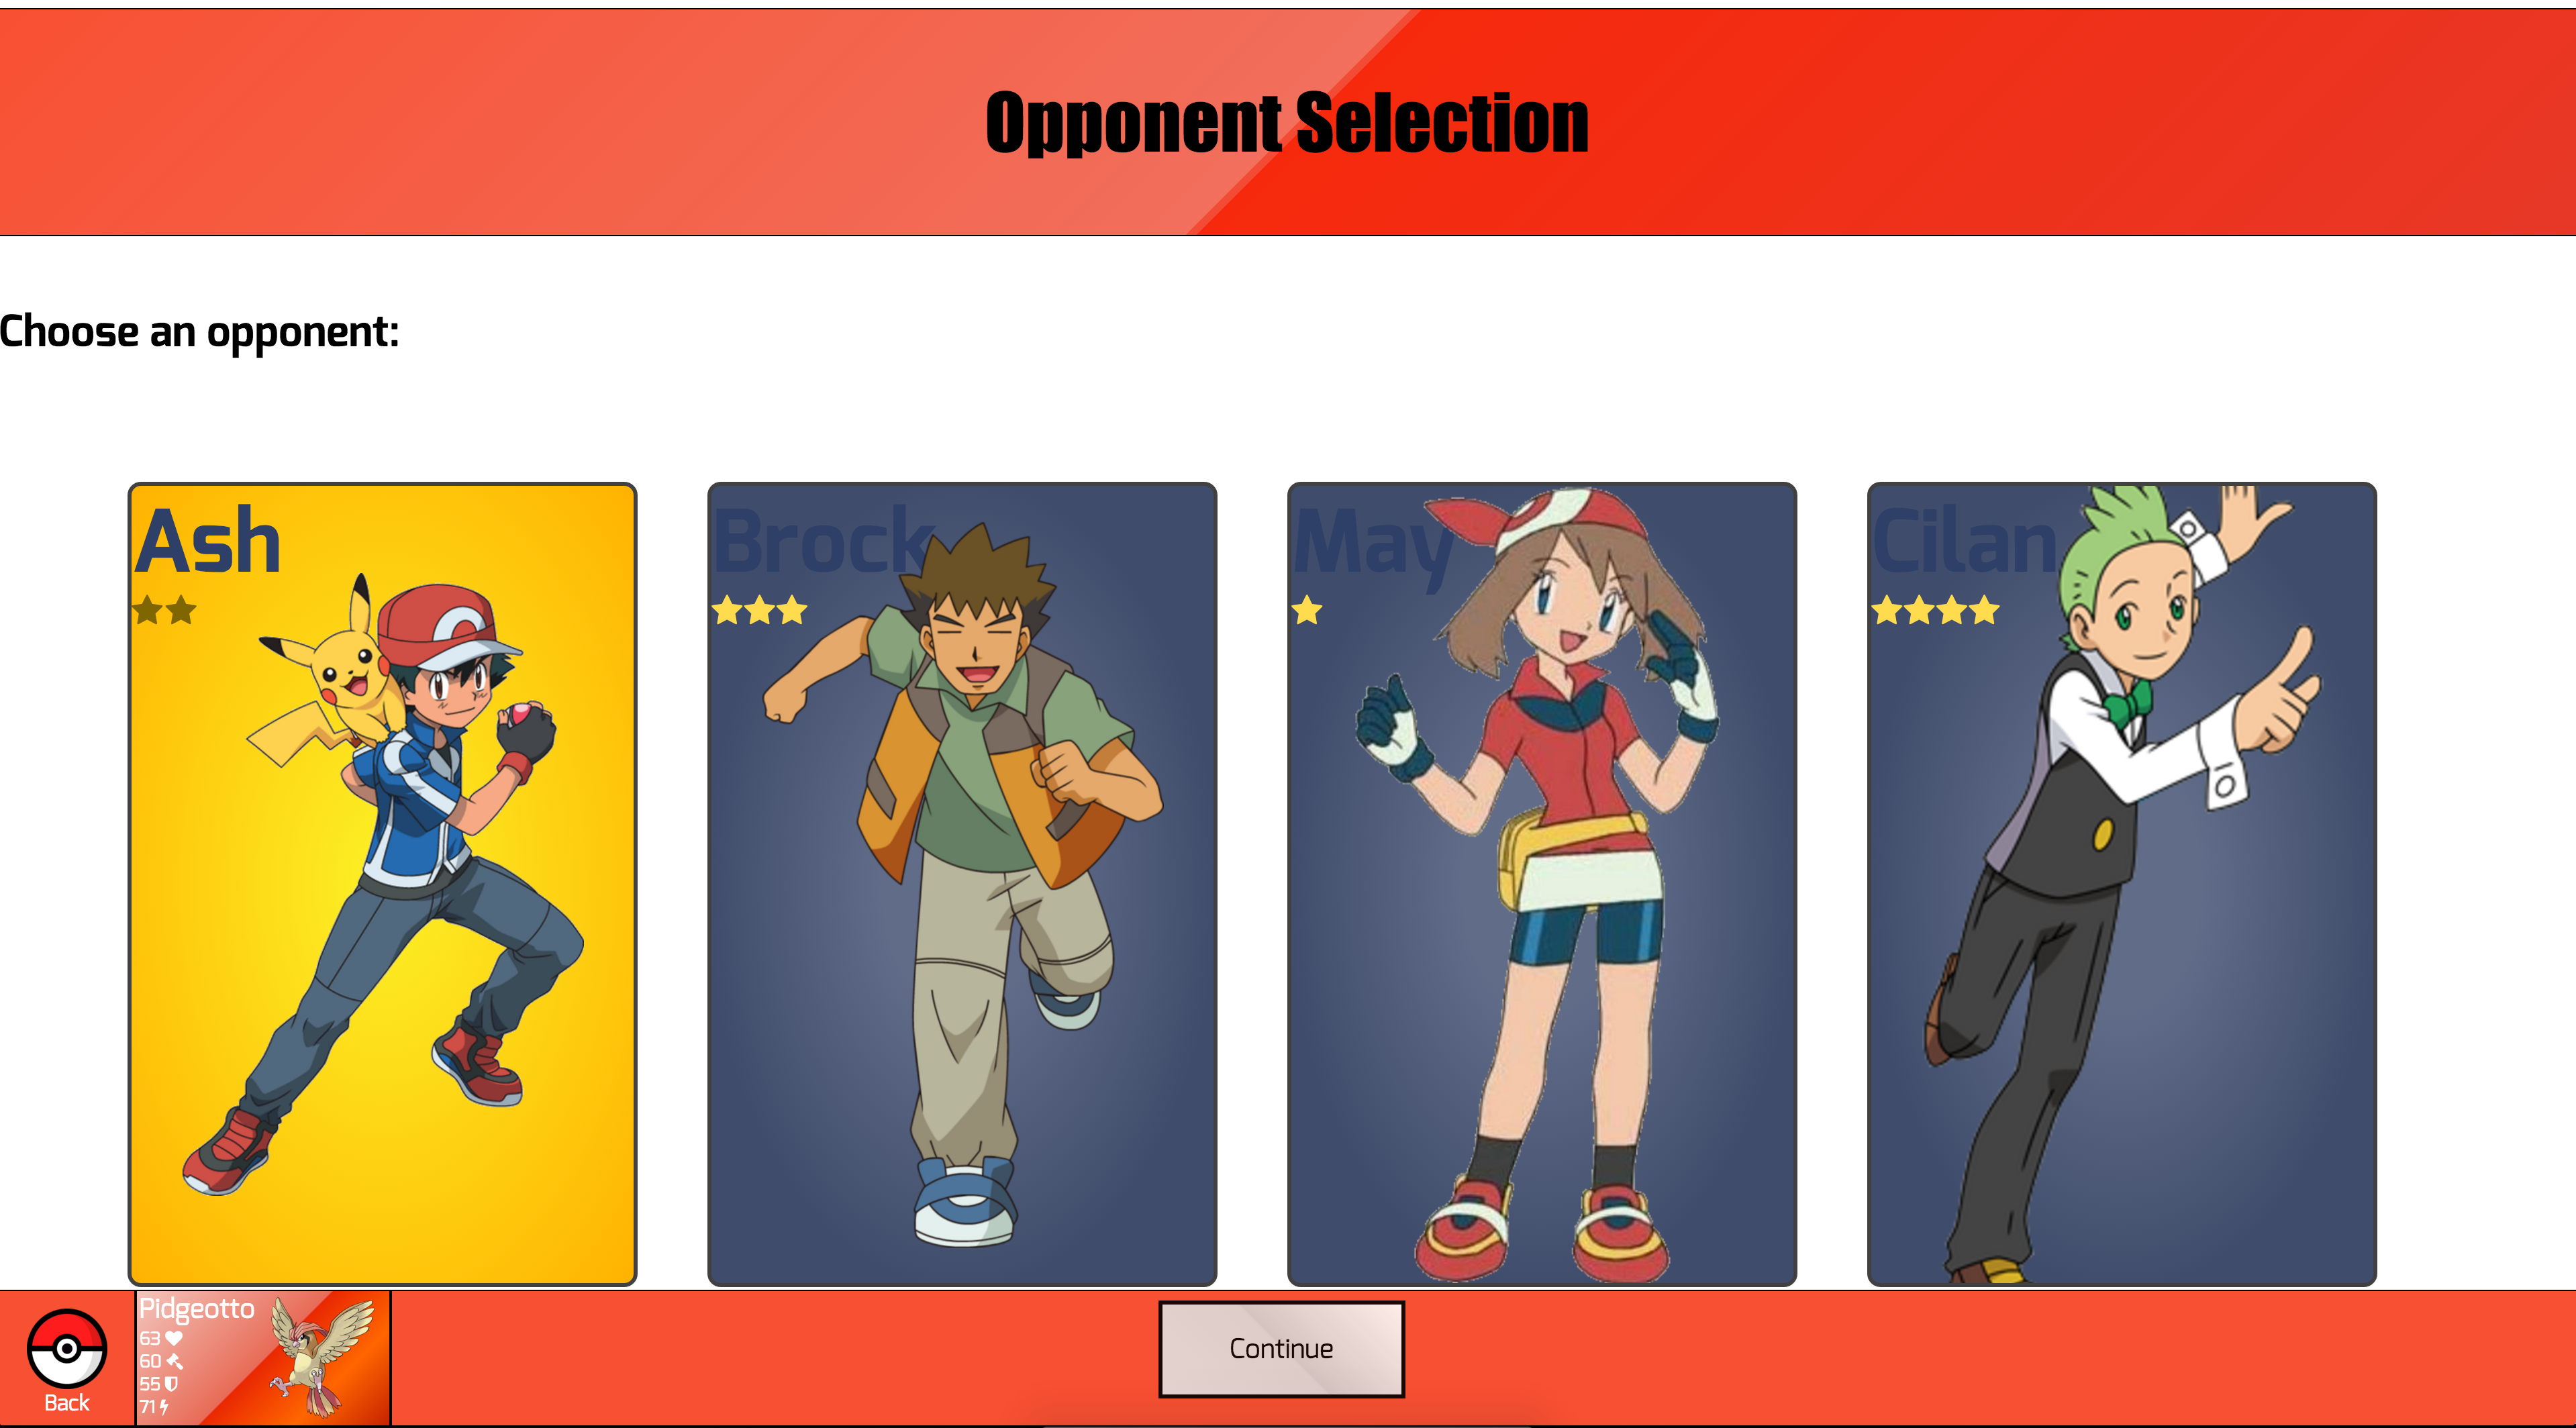 Opponent Selection
Choose an opponent:
Ash
Brock
May
Cilan
Back
Pidgeotto
63
60
55
71
Continue